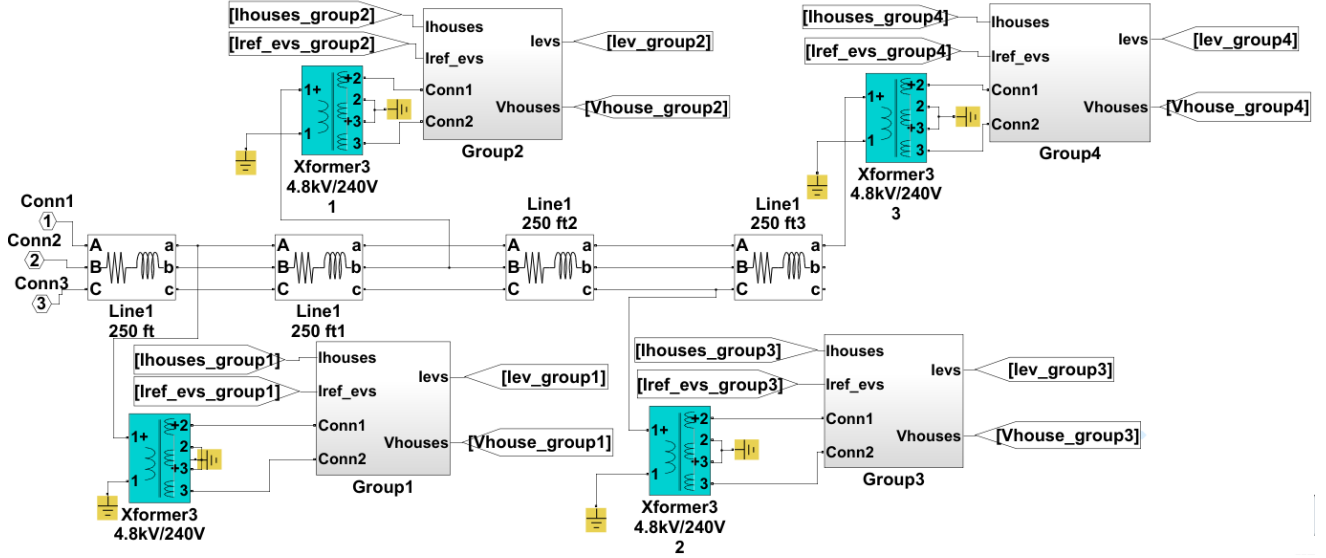 [Ihouses_group2]
[Iref_evs_group2]
Ihouses
Iref_evs
Conn1
Conn2
Ievs
Vhouses
Group2
[Iev_group2]
[Vhouse_group2]
1+
1
+2
2
+3
3
Xformer3
4.8kV/240V
1
[Ihouses_group4]
[Iref_evs_group4]
Ihouses
Iref_evs
Conn1
Conn2
Ievs
Vhouses
Group4
[Iev_group4]
[Vhouse_group4]
1+
1
+2
2
+3
3
Xformer3
4.8kV/240V
3
Conn1
1
Conn2
2
Conn3
3
A
B
C
a
b
c
Line1
250 ft
A
B
C
a
b
c
Line1
250 ft1
Line1
250 ft2
A
B
C
a
b
c
Line1
250 ft3
A
B
C
a
b
c
[Ihouses_group1]
[Iref_evs_group1]
Ihouses
Iref_evs
Conn1
Conn2
Ievs
Vhouses
Group1
[Iev_group1]
[Vhouse_group1]
1+
1
+2
2
+3
3
Xformer3
4.8kV/240V
[Ihouses_group3]
[Iref_evs_group3]
Ihouses
Iref_evs
Conn1
Conn2
Ievs
Vhouses
Group3
[Iev_group3]
[Vhouse_group3]
1+
1
+2
2
+3
3
Xformer3
4.8kV/240V
2